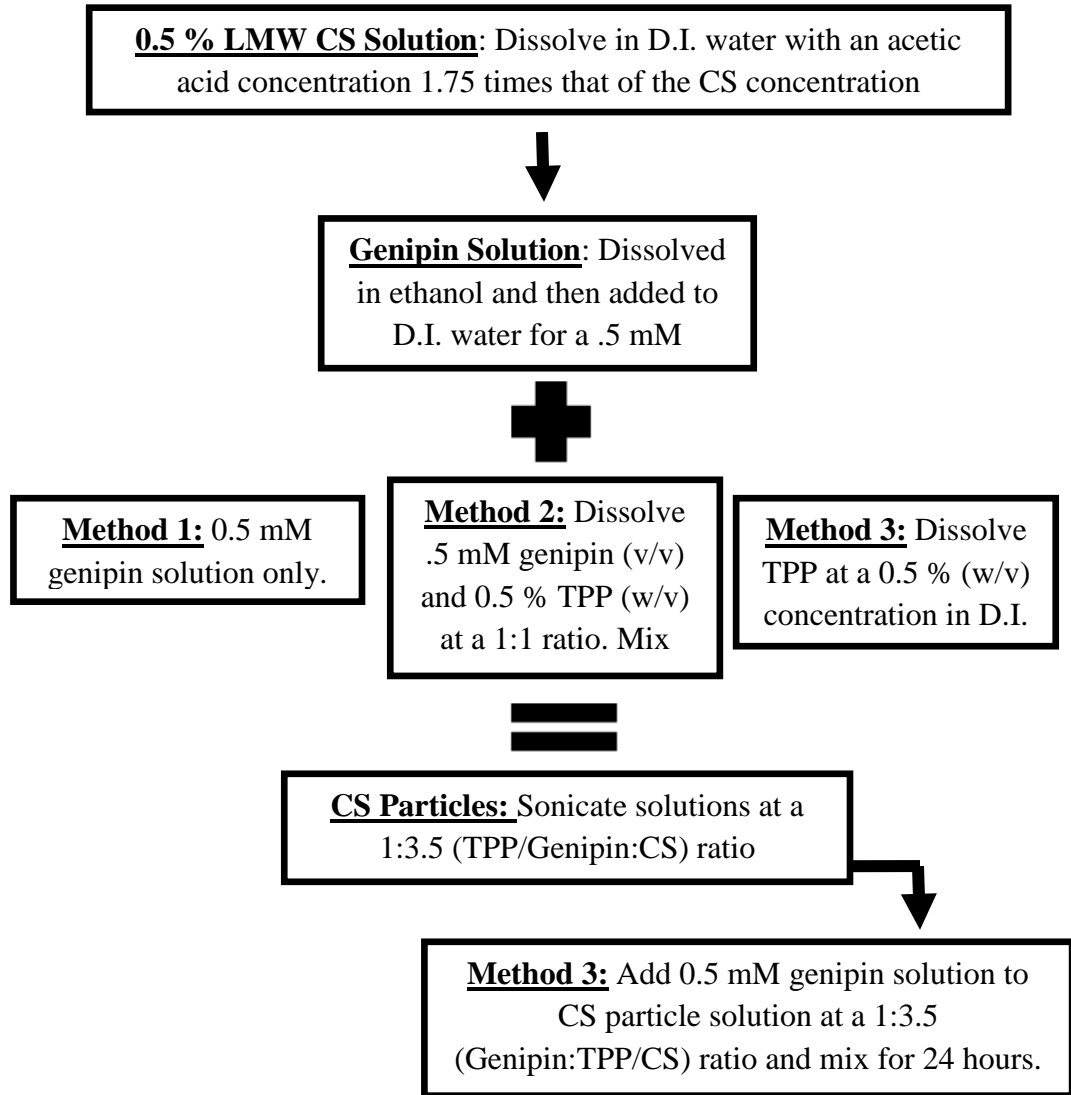 0.5 % LMW CS Solution: Dissolve in D.I. water with an acetic
acid concentration 1.75 times that of the CS concentration
Genipin Solution: Dissolved
in ethanol and then added to
D.I. water for a .5 mM
Method 1: 0.5 mM
genipin solution only.
Method 2: Dissolve
.5 mM genipin (v/v)
and 0.5 % TPP (w/v)
at a 1:1 ratio. Mix
Method 3: Dissolve
TPP at a 0.5 % (w/v)
concentration in D.I.
CS Particles: Sonicate solutions at a
1:3.5 (TPP/Genipin:CS) ratio
Method 3: Add 0.5 mM genipin solution to
CS particle solution at a 1:3.5
(Genipin:TPP/CS) ratio and mix for 24 hours.